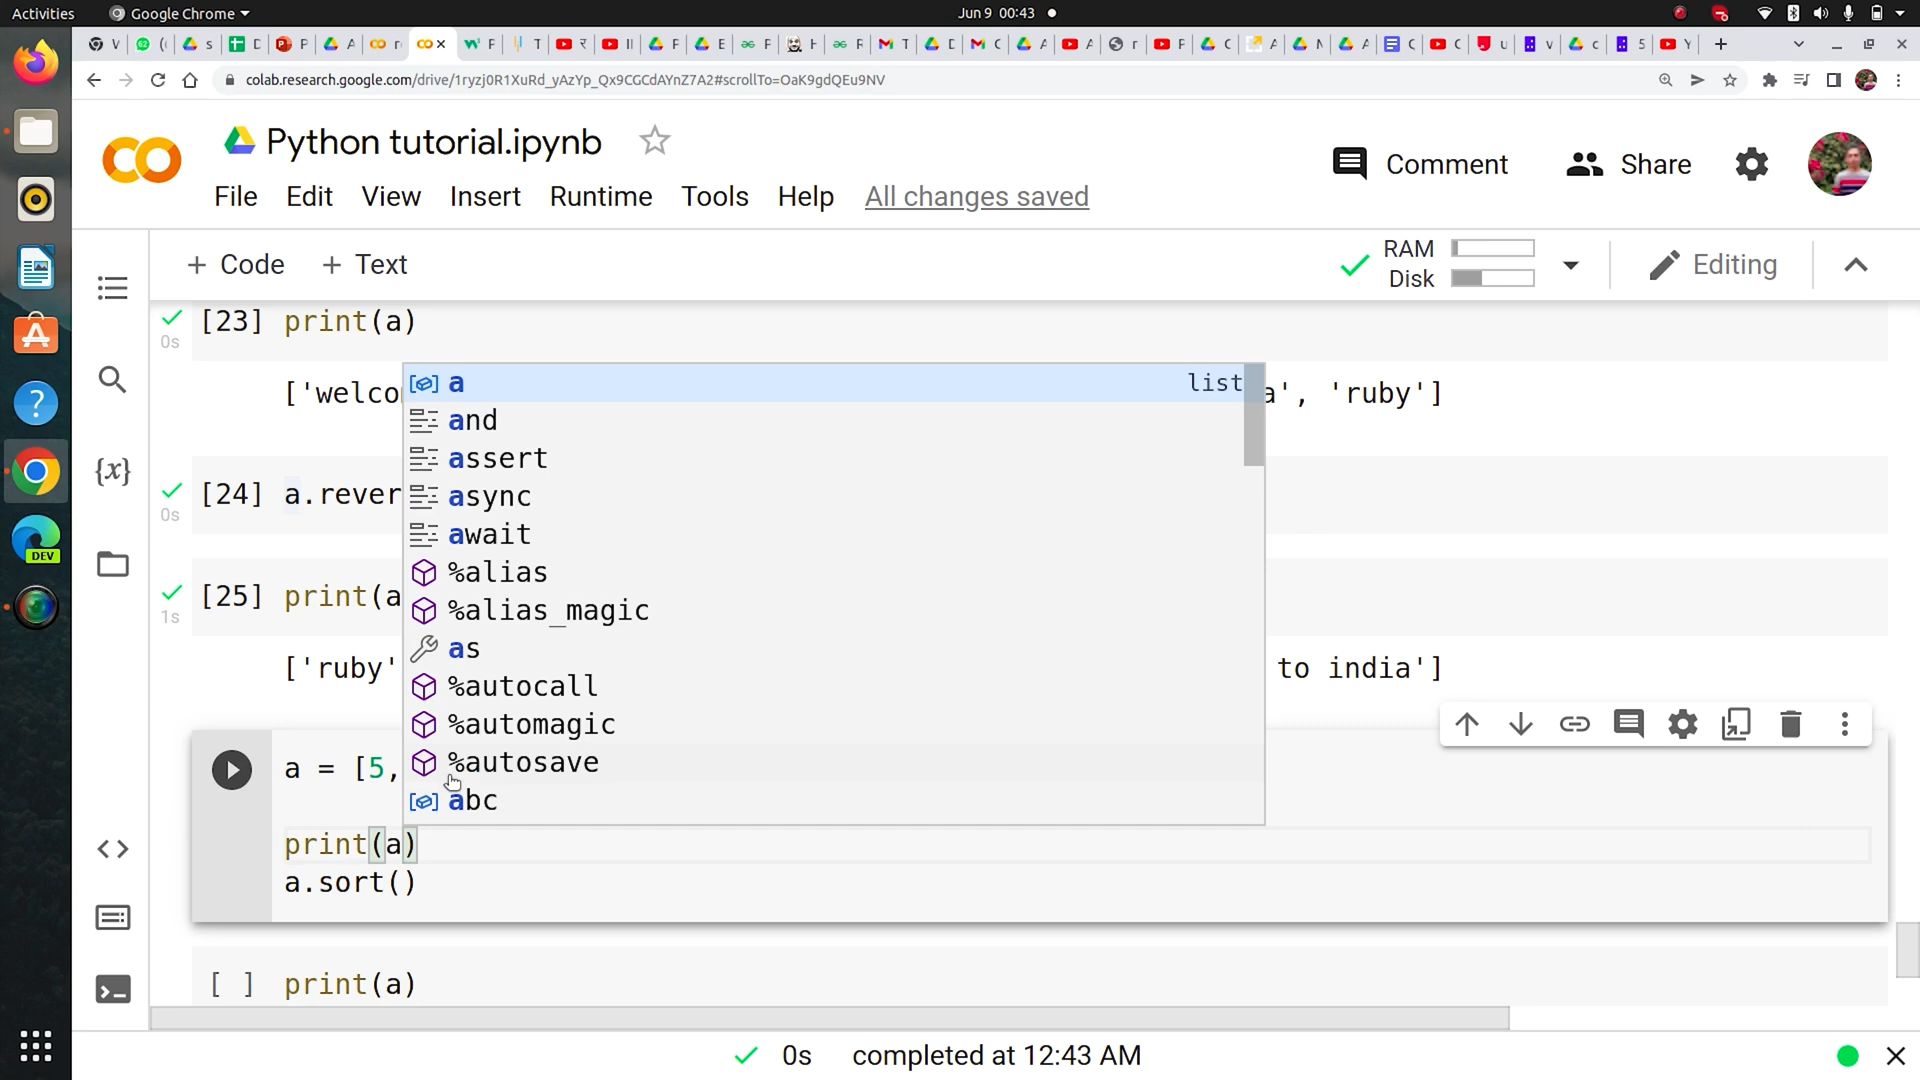 Activities
Google Chrome
Jun 9 00:43
colab.research.google.com/drive/1ryzj0R1XuRd_yAzYp_Qx9CGCdAYnZ7A2#scrollTo=OaK9gdQEu9NV
Python tutorial.ipynb
Comment
Share
File Edit View Insert Runtime Tools Help All changes saved
+ Code + Text
RAM
Disk
Editing
[23] print(a)
0s
['welco
a', 'ruby']
a list
and
assert
async
await
%alias
%alias_magic
as
%autocall
%automagic
%autosave
abc
[24] a.rever
0s
[25] print(a
1s
['ruby'
to india']
a = [5,
print(a)
a.sort()
[ ] print(a)
{x}
DEV
0s completed at 12:43 AM